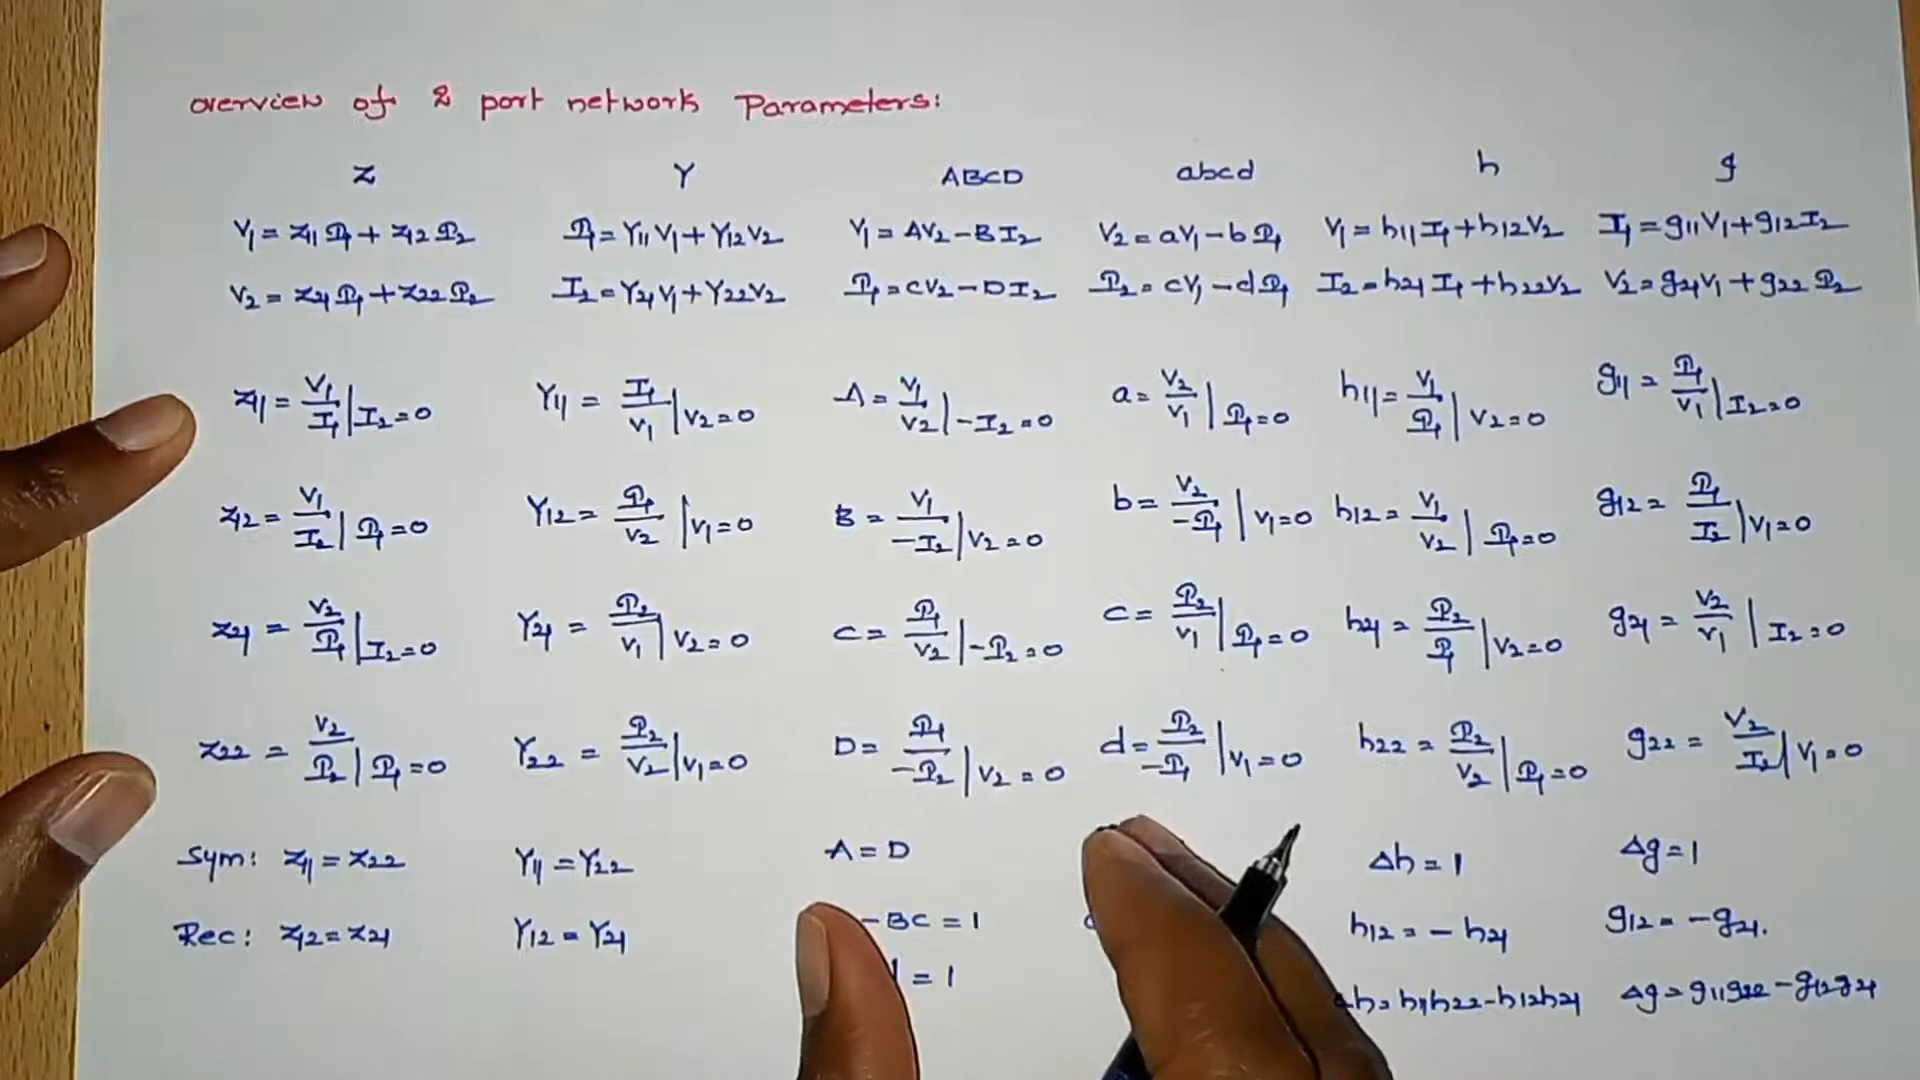 Overview of 2 port network Parameters:
Z Y ABCD abcd h g
V1 = Z11 I1 + Z12 I2 I1 = Y11 V1 + Y12 V2 V1 = AV2 - BI2 V2 = aV1 - bI1 V1 = h11 I1 + h12 V2 I1 = g11 V1 + g12 I2
V2 = Z21 I1 + Z22 I2 I2 = Y21 V1 + Y22 V2 I1 = CV2 - DI2 I2 = cV1 - dI1 I2 = h21 I1 + h22 V2 V2 = g21 V1 + g22 I2
Z11 = V1/I1 | I2=0 Y11 = I1/V1 | V2=0 A = V1/V2 | -I2=0 a = V2/V1 | I1=0 h11 = V1/I1 | V2=0 g11 = I1/V1 | I2=0
Z12 = V1/I2 | I1=0 Y12 = I1/V2 | V1=0 B = V1/-I2 | V2=0 b = V2/-I1 | V1=0 h12 = V1/V2 | I1=0 g12 = I1/I2 | V1=0
Z21 = V2/I1 | I2=0 Y21 = I2/V1 | V2=0 C = I1/V2 | -I2=0 c = I2/V1 | I1=0 h21 = I2/I1 | V2=0 g21 = V2/V1 | I2=0
Z22 = V2/I2 | I1=0 Y22 = I2/V2 | V1=0 D = I1/-I2 | V2=0 d = I2/-I1 | V1=0 h22 = I2/V2 | I1=0 g22 = V2/I2 | V1=0
Sym: Z11 = Z22 Y11 = Y22 A = D Δh = 1 Δg = 1
Rec: Z12 = Z21 Y12 = Y21 -BC = 1 h12 = -h21 g12 = -g21.
= 1 Δh = h11h22 - h12h21 Δg = g11g22 - g12g21